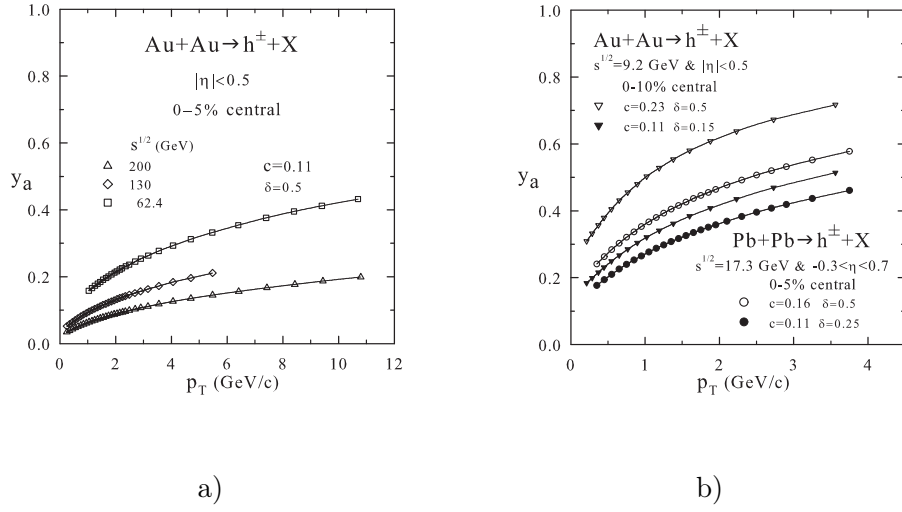 1.0
0.8
0.6
0.4
0.2
0.0
y_a
Au+Au→h^±+X
|η|<0.5
0–5% central
s^{1/2} (GeV)
△ 200
◇ 130
□ 62.4
c=0.11
δ=0.5
0 2 4 6 8 10 12
p_T (GeV/c)
a)
1.0
0.8
0.6
0.4
0.2
0.0
y_a
Au+Au→h^±+X
s^{1/2}=9.2 GeV & |η|<0.5
0-10% central
▽ c=0.23 δ=0.5
▼ c=0.11 δ=0.15
Pb+Pb→h^±+X
s^{1/2}=17.3 GeV & -0.3<η<0.7
0-5% central
○ c=0.16 δ=0.5
● c=0.11 δ=0.25
0 1 2 3 4
p_T (GeV/c)
b)